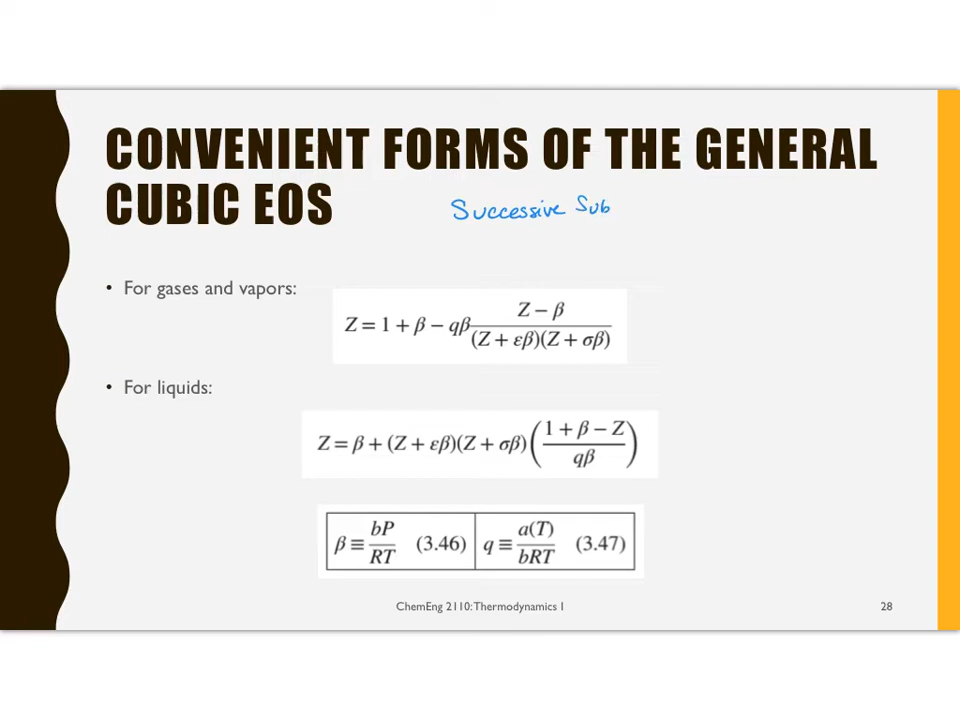 CONVENIENT FORMS OF THE GENERAL
CUBIC EOS
Successive Sub
• For gases and vapors:
Z = 1 + β − qβ (Z − β) / ((Z + εβ)(Z + σβ))
• For liquids:
Z = β + (Z + εβ)(Z + σβ) ((1 + β − Z) / (qβ))
β ≡ bP / RT (3.46) q ≡ a(T) / bRT (3.47)
ChemEng 2110: Thermodynamics I 28